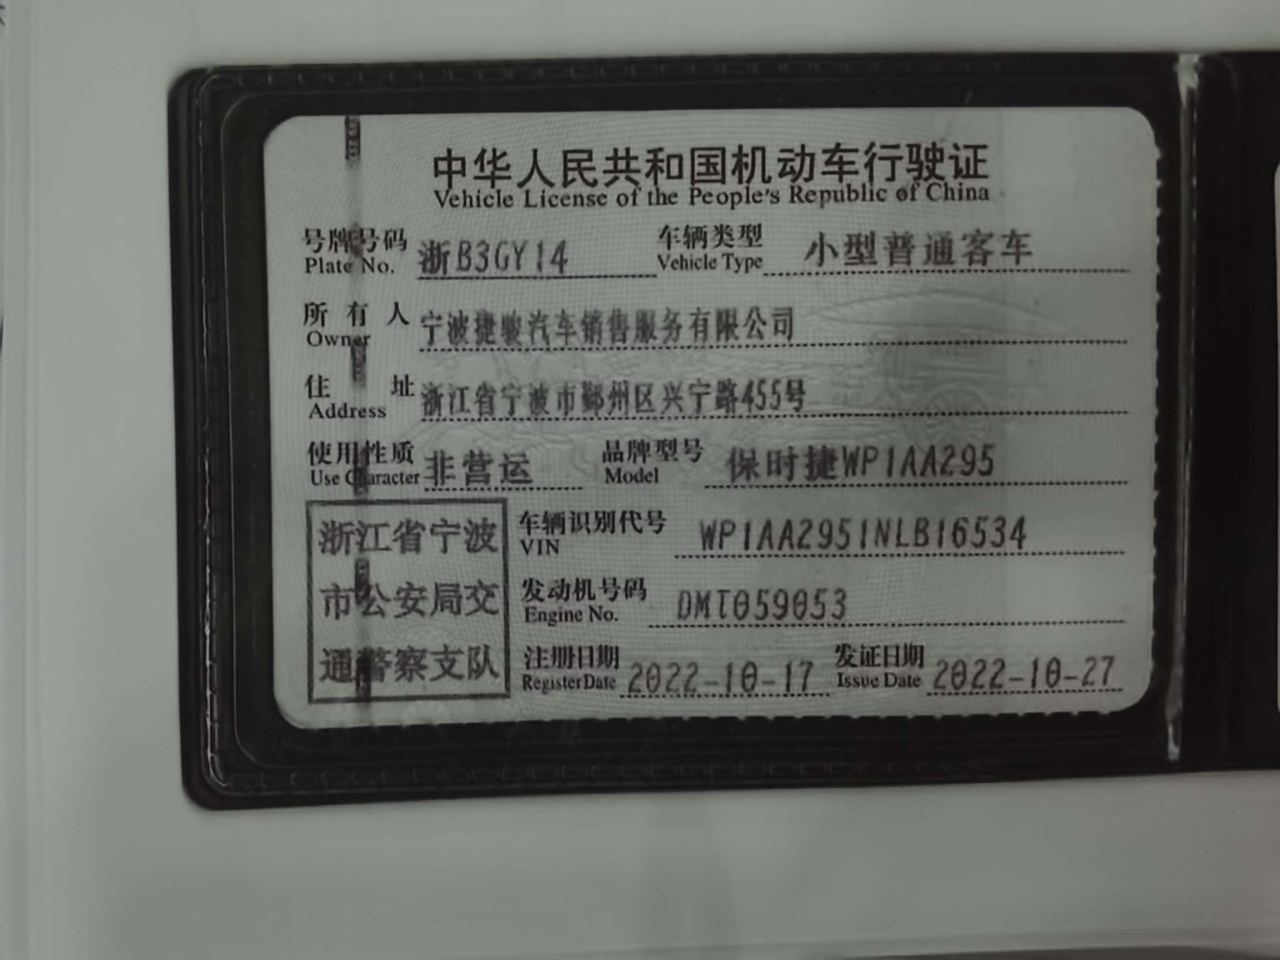 中华人民共和国机动车行驶证
Vehicle License of the People's Republic of China
号牌号码 浙B3GY14 车辆类型 小型普通客车
Plate No. Vehicle Type
所有人 宁波捷骏汽车销售服务有限公司
Owner
住址 浙江省宁波市鄞州区兴宁路455号
Address
使用性质 非营运 品牌型号 保时捷WP1AA295
Use Character Model
浙江省宁波
市公安局交
通警察支队
车辆识别代号 WP1AA2951NLB16534
VIN
发动机号码 DMT059053
Engine No.
注册日期 2022-10-17 发证日期 2022-10-27
Register Date Issue Date